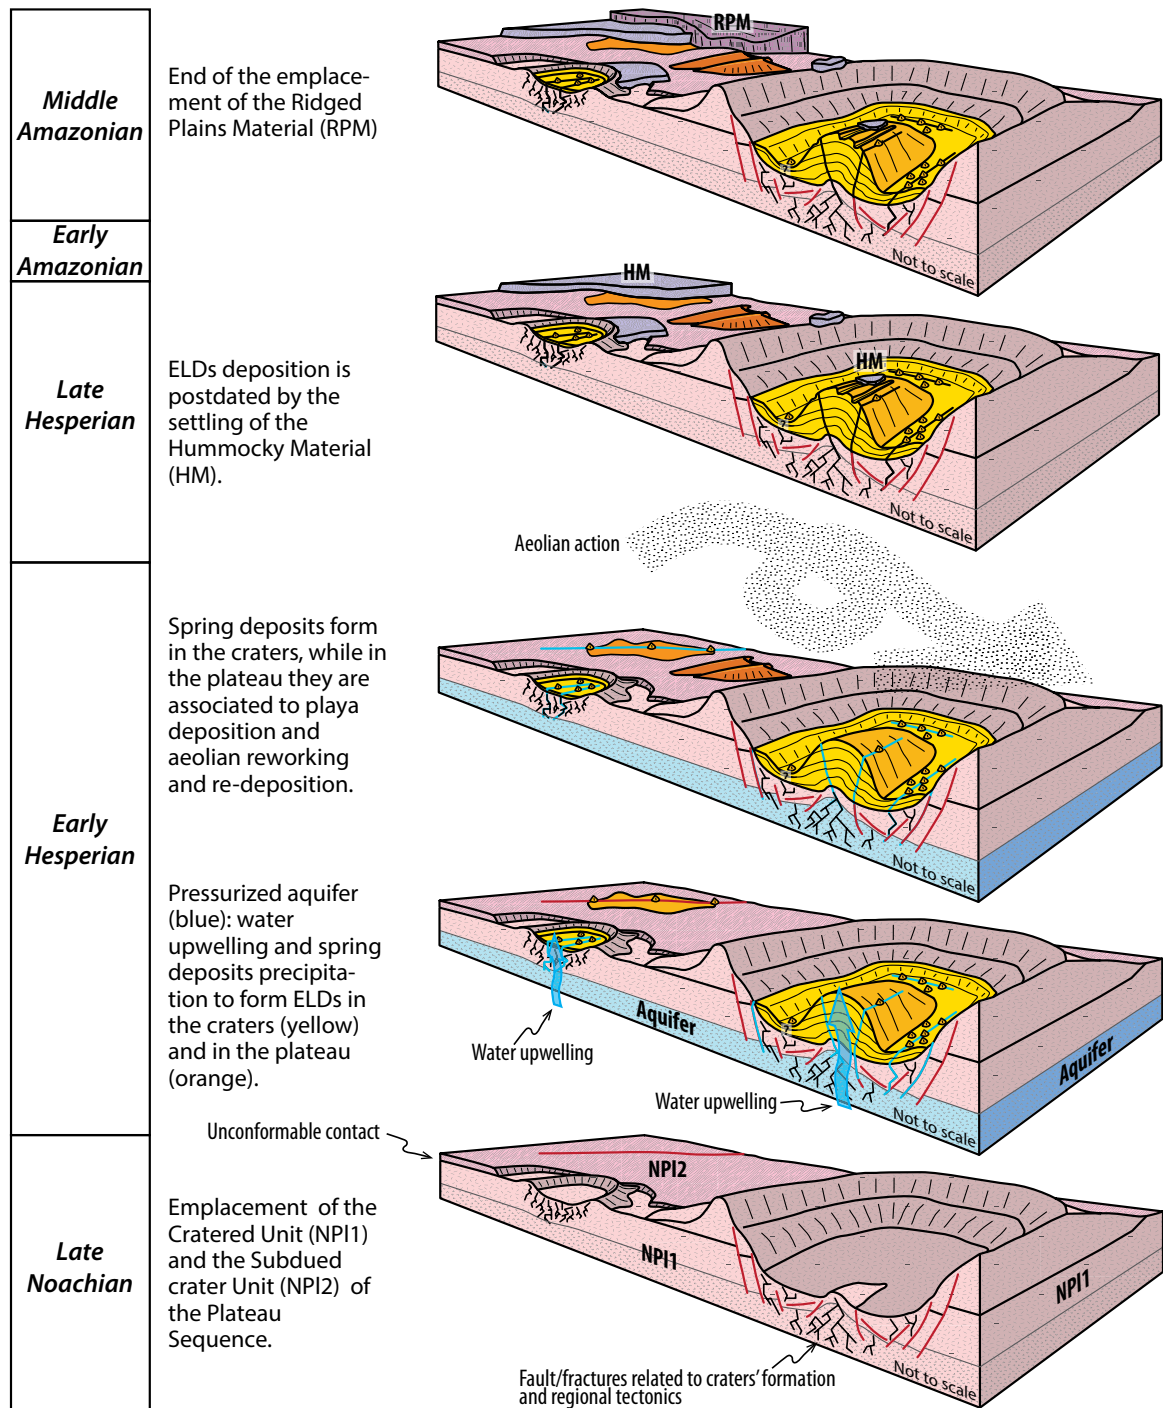 Middle
Amazonian
End of the emplace-
ment of the Ridged
Plains Material (RPM)
RPM
Not to scale
Early
Amazonian
Late
Hesperian
ELDs deposition is
postdated by the
settling of the
Hummocky Material
(HM).
HM
HM
?
Not to scale
Aeolian action
Early
Hesperian
Spring deposits form
in the craters, while in
the plateau they are
associated to playa
deposition and
aeolian reworking
and re-deposition.
?
Not to scale
Pressurized aquifer
(blue): water
upwelling and spring
deposits precipita-
tion to form ELDs in
the craters (yellow)
and in the plateau
(orange).
Aquifer
Aquifer
?
Water upwelling
Water upwelling
Not to scale
Unconformable contact
Late
Noachian
Emplacement of the
Cratered Unit (NPl1)
and the Subdued
crater Unit (NPl2) of
the Plateau
Sequence.
NPl2
NPl1
NPl1
Not to scale
Fault/fractures related to craters' formation
and regional tectonics